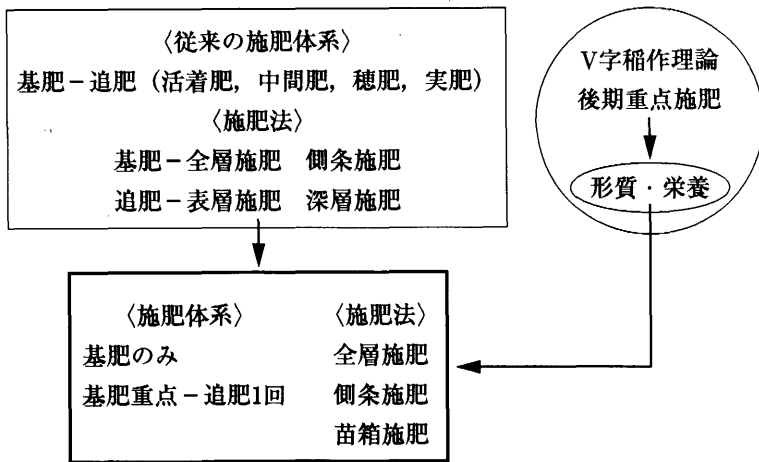 〈従来の施肥体系〉
基肥－追肥（活着肥，中間肥，穂肥，実肥）
〈施肥法〉
基肥－全層施肥　側条施肥
追肥－表層施肥　深層施肥
V字稲作理論
後期重点施肥
形質・栄養
〈施肥体系〉　〈施肥法〉
基肥のみ　全層施肥
基肥重点－追肥1回　側条施肥
苗箱施肥